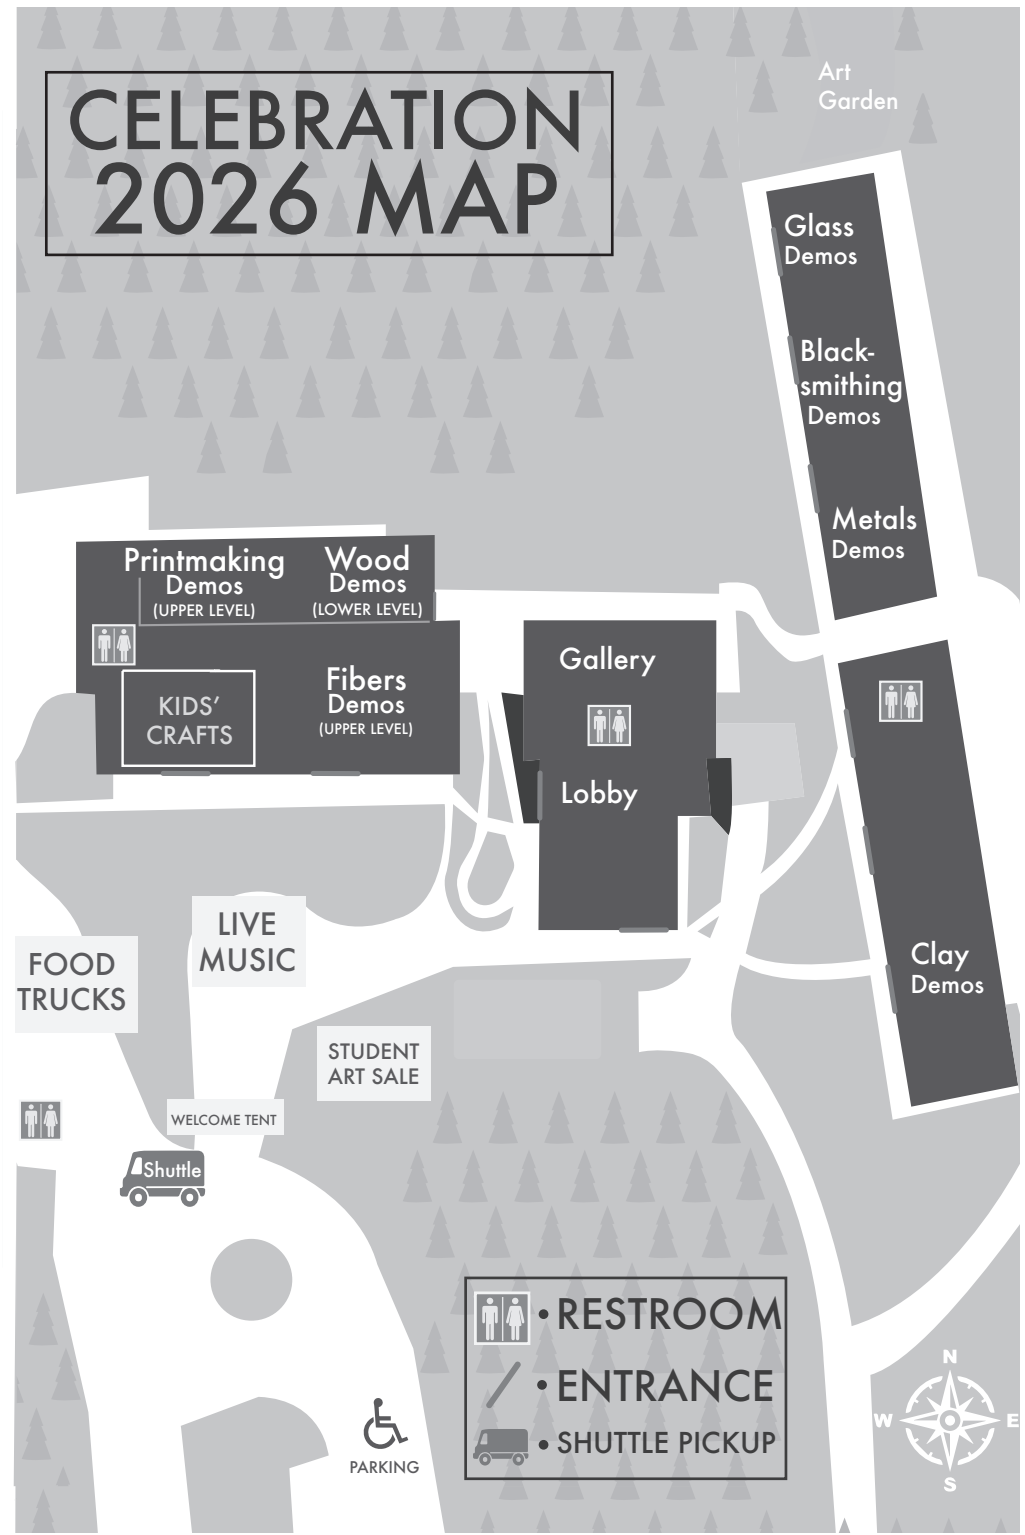 CELEBRATION
2026 MAP
Art
Garden
Glass
Demos
Black-
smithing
Demos
Metals
Demos
Printmaking
Demos
(UPPER LEVEL)
Wood
Demos
(LOWER LEVEL)
KIDS'
CRAFTS
Fibers
Demos
(UPPER LEVEL)
Gallery
Lobby
LIVE
MUSIC
FOOD
TRUCKS
Clay
Demos
STUDENT
ART SALE
WELCOME TENT
Shuttle
• RESTROOM
• ENTRANCE
• SHUTTLE PICKUP
PARKING
N
W
E
S